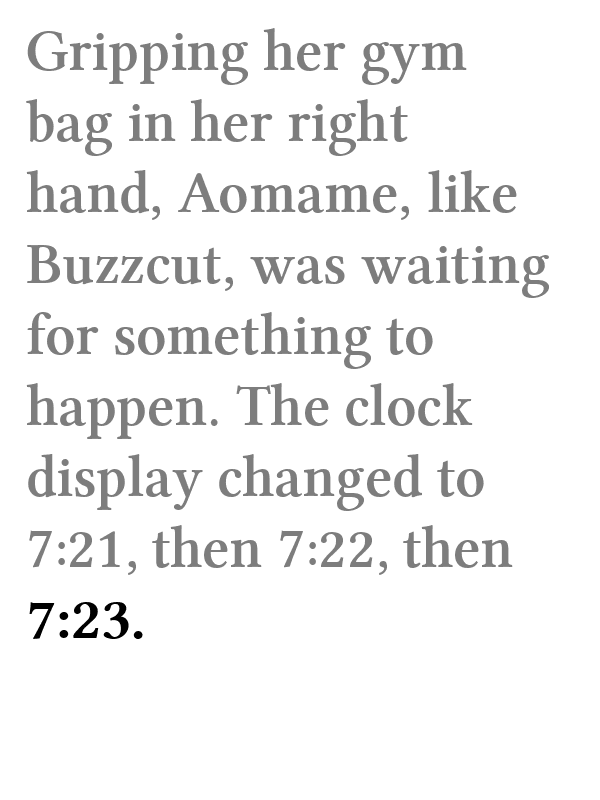 Gripping her gym
bag in her right
hand, Aomame, like
Buzzcut, was waiting
for something to
happen. The clock
display changed to
7:21, then 7:22, then
7:23.